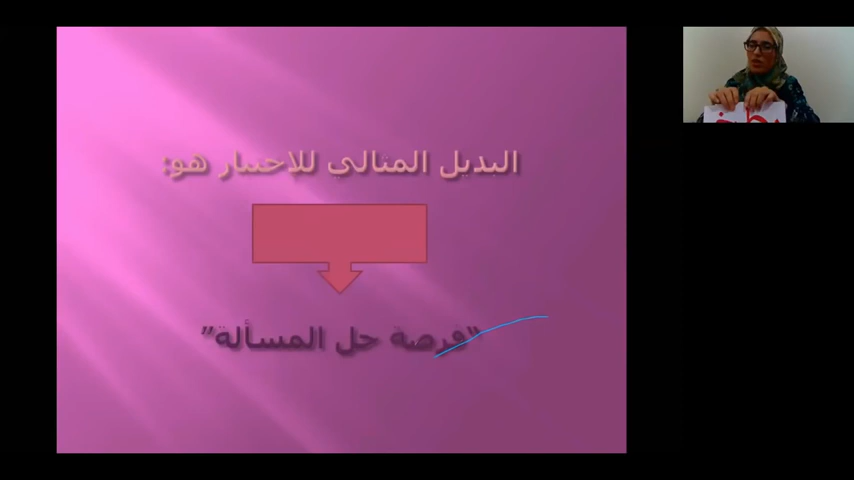 البديل المثالي للاختبار هو:
”فرصة حل المسألة”